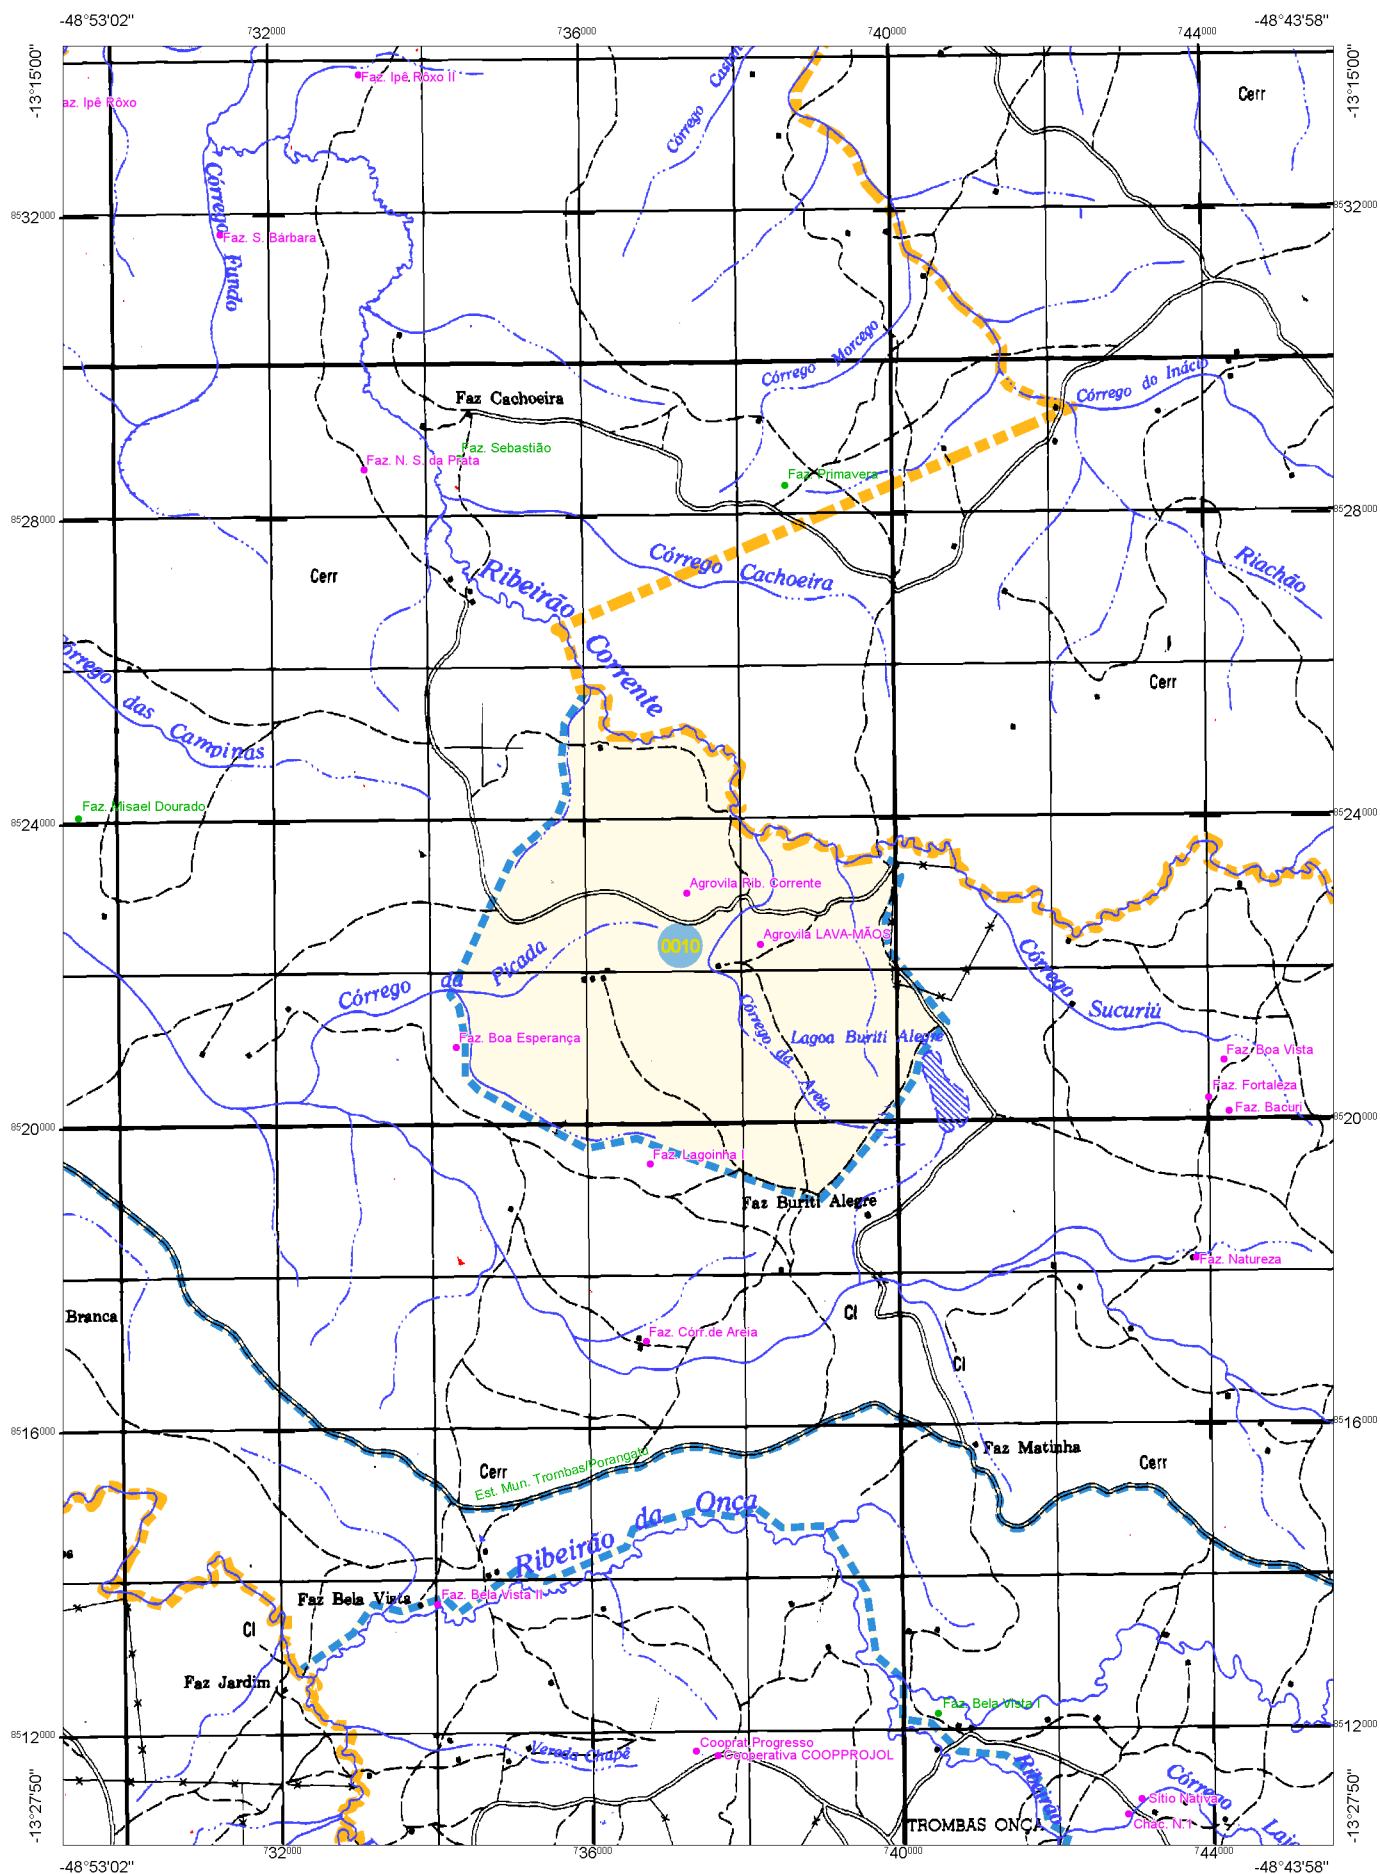 -48°53'02"
-48°43'58"
732000
736000
740000
744000
-13°15'00"
-13°15'00"
Faz. Ipê Rôxo II
az. Ipê Rôxo
Córrego
Cerr
Córrego
Fundo
8532000
8532000
Faz. S. Bárbara
Córrego Morcego
Córrego do Inácio
Faz Cachoeira
Faz. Sebastião
Faz. N. S. da Prata
Faz. Primavera
8528000
8528000
Cerr
Ribeirão
Corrente
Córrego Cachoeira
Riachão
Cerr
órrego das Campinas
Faz. Misael Dourado
8524000
8524000
Agrovila Rib. Corrente
0010
Agrovila LAVA-MÃOS
Córrego da Picada
Córrego Sucuriú
Córrego da Areia
Lagoa Buriti Alegre
Faz. Boa Esperança
Faz. Boa Vista
Faz. Fortaleza
Faz. Bacuri
8520000
8520000
Faz. Lagoinha I
Faz Buriti Alegre
Faz. Natureza
Branca
Cl
Faz. Córr.de Areia
Cl
8516000
8516000
Faz Matinha
Cerr
Cerr
Est. Mun. Trombas/Porangatu
Ribeirão da Onça
Faz Bela Vista
Faz. Bela Vista II
Cl
Faz Jardim
Faz. Bela Vista I
8512000
8512000
Vereda Chupé
Cooprat Progresso
Cooperativa COOPPROJOL
Ribeirão
Córrego
Laje
Sítio Nativa
Chác. N.1
TROMBAS ONÇA
-13°27'50"
-13°27'50"
732000
736000
740000
744000
-48°53'02"
-48°43'58"